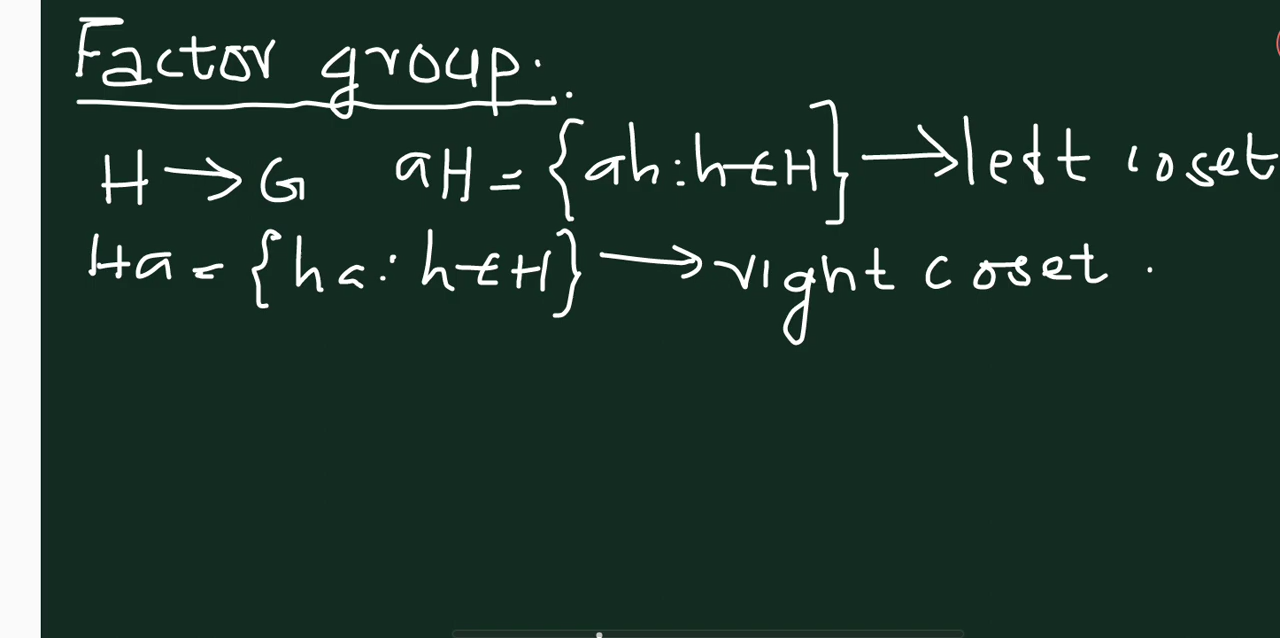 Factor group.
H → G aH = {ah : h ∈ H} → left coset
Ha = {ha : h ∈ H} → right coset.